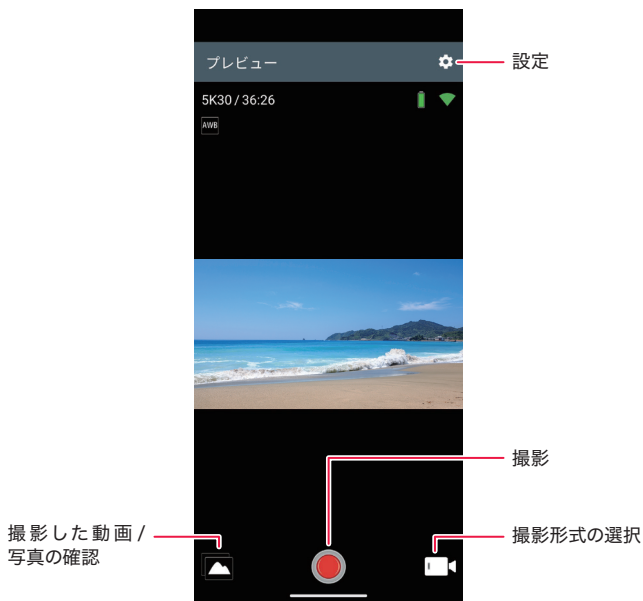 プレビュー
設定
5K30/36:26
AWB
撮影
撮影した動画/
写真の確認
撮影形式の選択